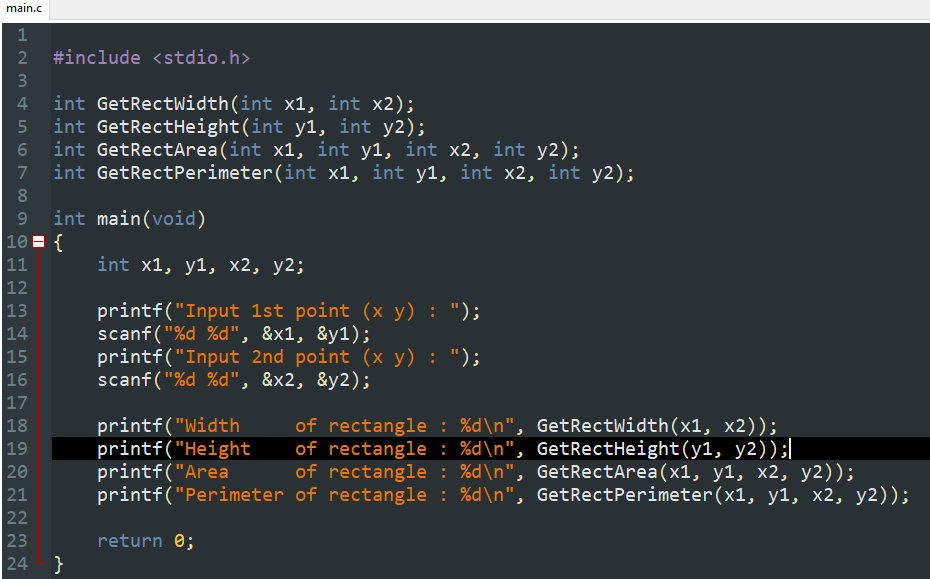 main.c
1
2 #include <stdio.h>
3
4 int GetRectWidth(int x1, int x2);
5 int GetRectHeight(int y1, int y2);
6 int GetRectArea(int x1, int y1, int x2, int y2);
7 int GetRectPerimeter(int x1, int y1, int x2, int y2);
8
9 int main(void)
10 {
11     int x1, y1, x2, y2;
12
13     printf("Input 1st point (x y) : ");
14     scanf("%d %d", &x1, &y1);
15     printf("Input 2nd point (x y) : ");
16     scanf("%d %d", &x2, &y2);
17
18     printf("Width     of rectangle : %d\n", GetRectWidth(x1, x2));
19     printf("Height    of rectangle : %d\n", GetRectHeight(y1, y2));
20     printf("Area      of rectangle : %d\n", GetRectArea(x1, y1, x2, y2));
21     printf("Perimeter of rectangle : %d\n", GetRectPerimeter(x1, y1, x2, y2));
22
23     return 0;
24 }